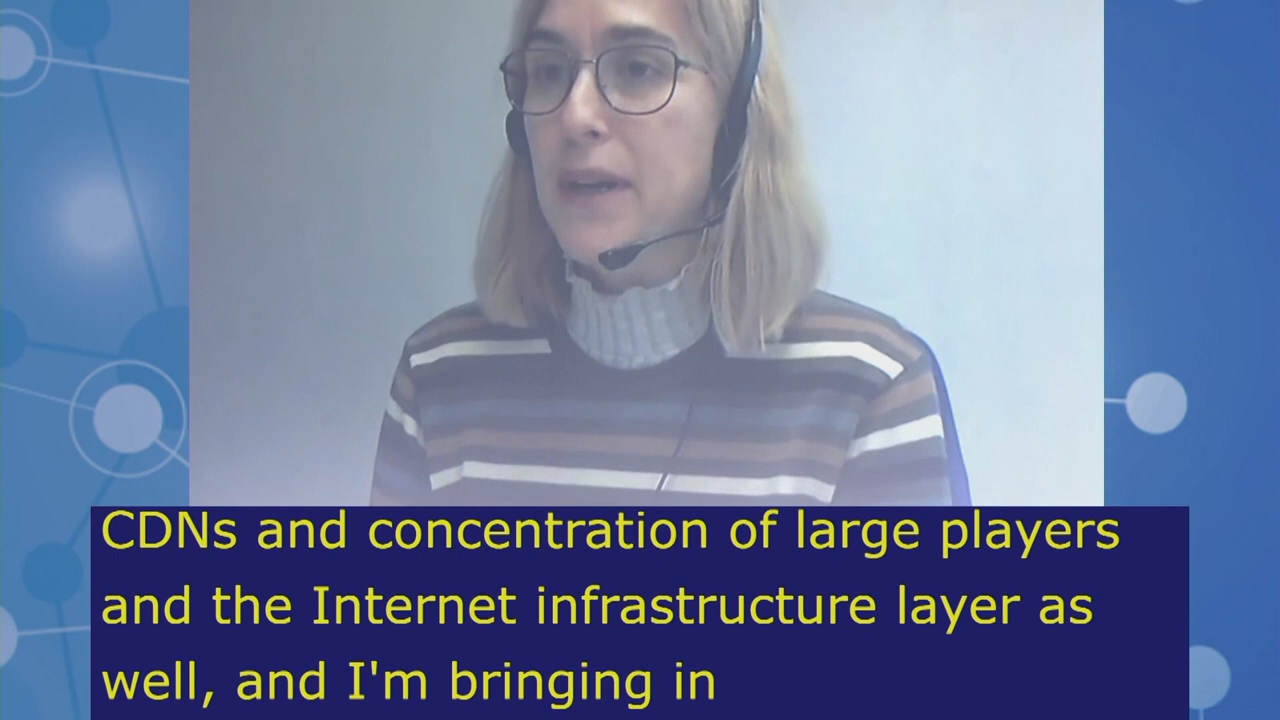 CDNs and concentration of large players
and the Internet infrastructure layer as
well, and I'm bringing in